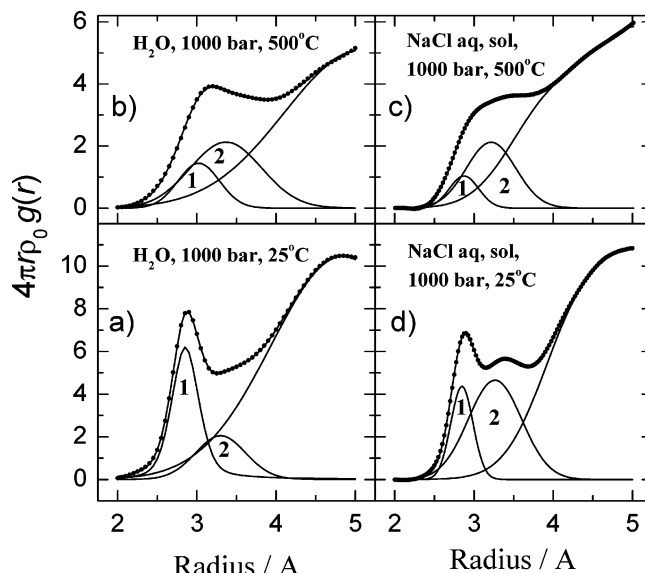 H2O, 1000 bar, 500°C
NaCl aq, sol,
1000 bar, 500°C
b)
c)
6
4
2
0
1
2
1
2
4πrρ0 g(r)
H2O, 1000 bar, 25°C
NaCl aq, sol,
1000 bar, 25°C
a)
d)
10
8
6
4
2
0
1
2
1
2
2 3 4 5
2 3 4 5
Radius / A
Radius / A